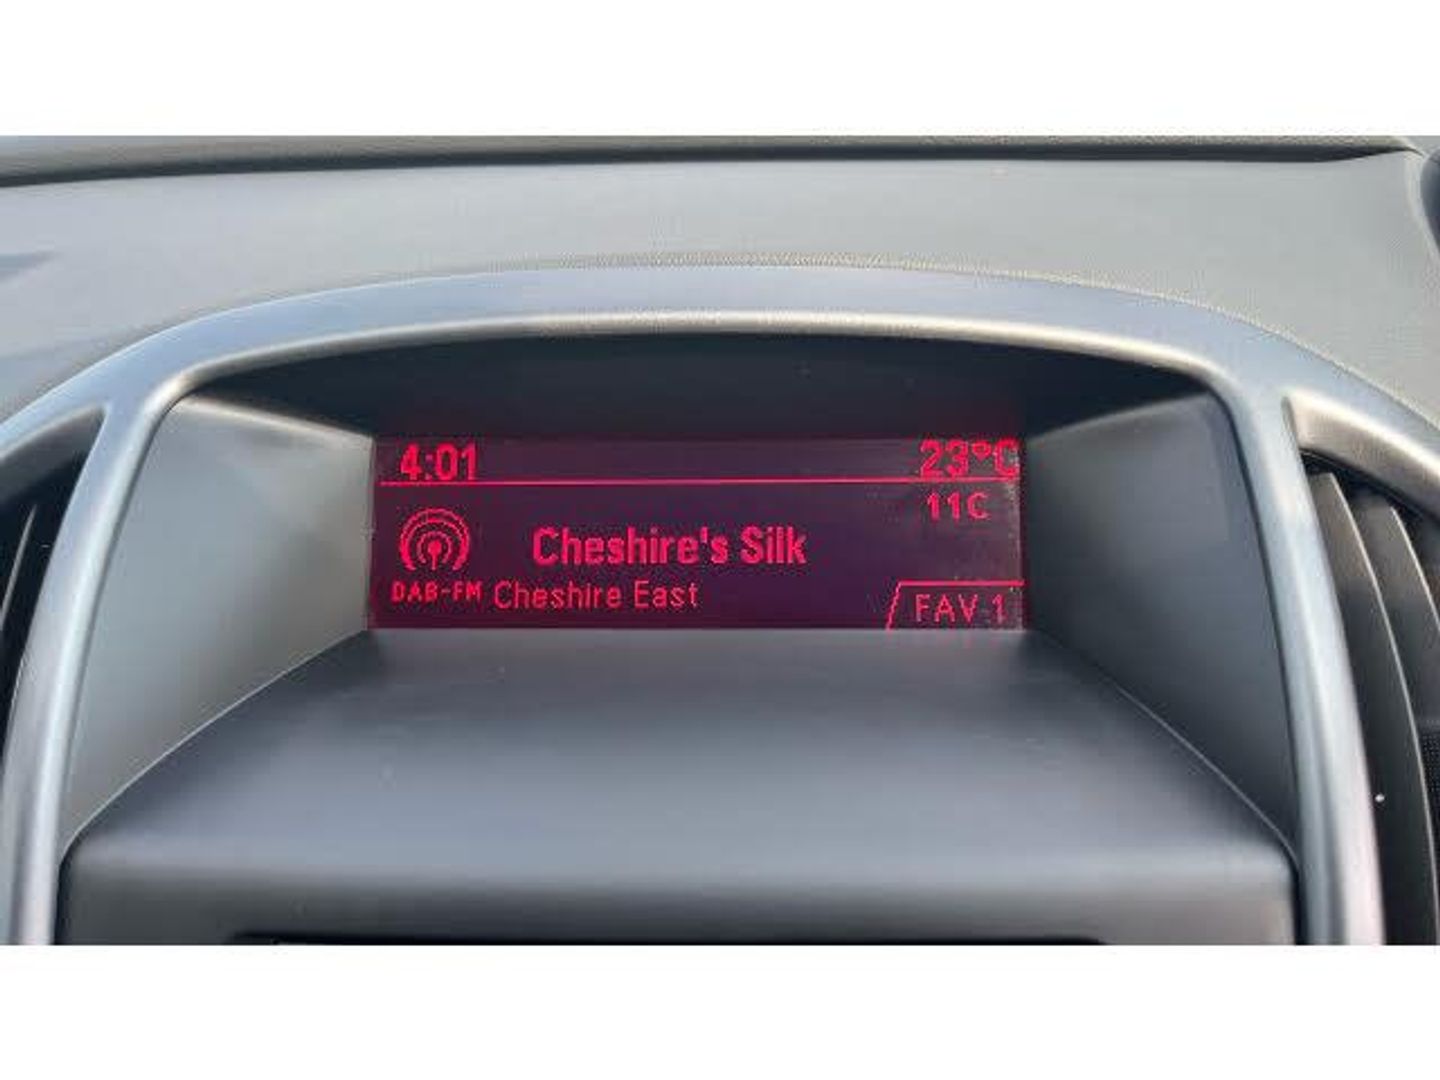 4:01 23°C
11C
Cheshire's Silk
DAB-FM Cheshire East
FAV 1